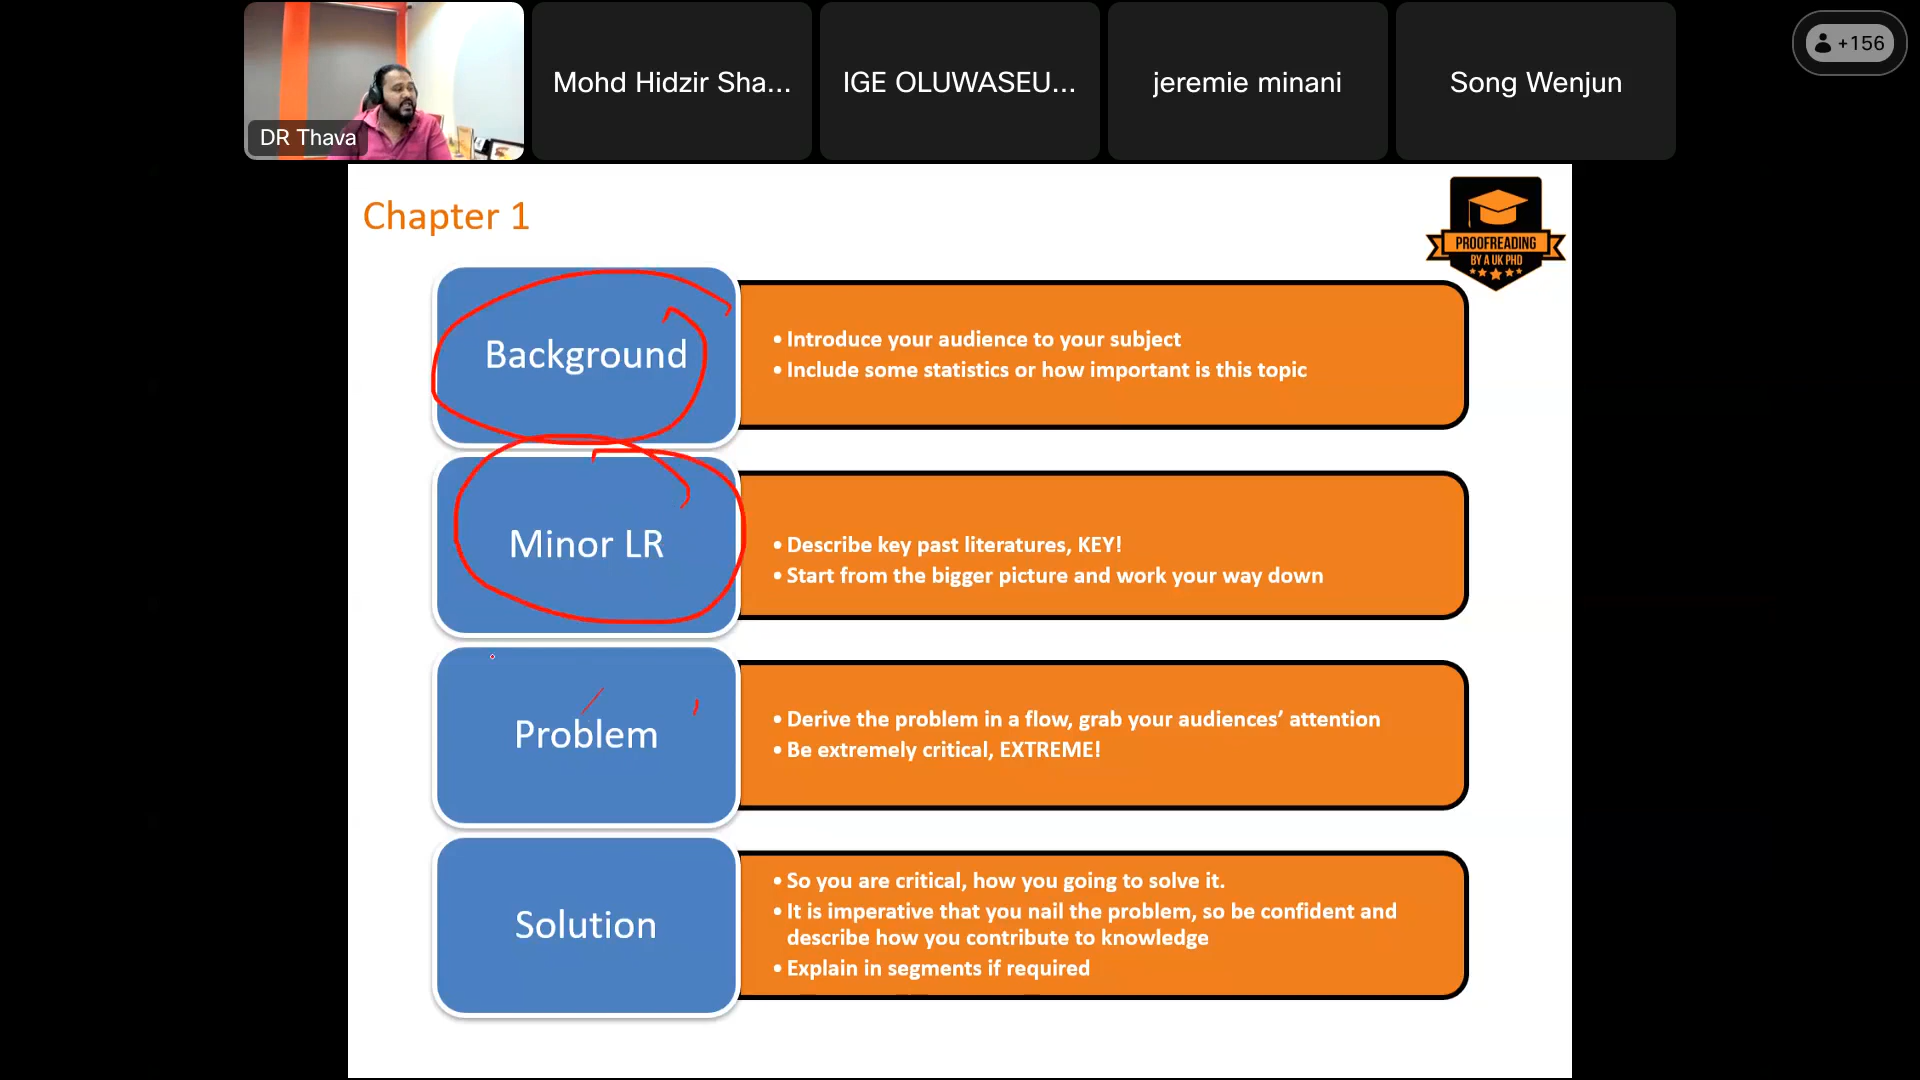 Mohd Hidzir Sha...
IGE OLUWASEU...
jeremie minani
Song Wenjun
+156
DR Thava
Chapter 1
PROOFREADING
BY A UK PHD
Background
• Introduce your audience to your subject
• Include some statistics or how important is this topic
Minor LR
• Describe key past literatures, KEY!
• Start from the bigger picture and work your way down
Problem
• Derive the problem in a flow, grab your audiences’ attention
• Be extremely critical, EXTREME!
Solution
• So you are critical, how you going to solve it.
• It is imperative that you nail the problem, so be confident and
describe how you contribute to knowledge
• Explain in segments if required